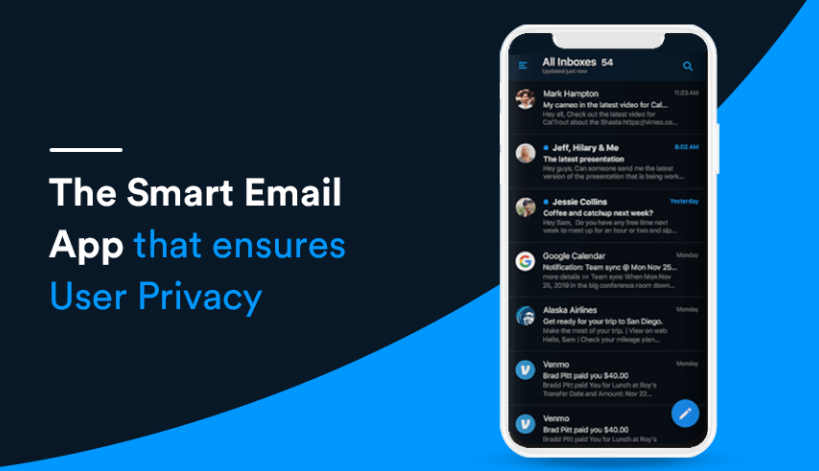 The Smart Email
App that ensures
User Privacy
All Inboxes 54
Updated just now
Mark Hampton 11:23 AM
My cameo in the latest video for Cal...
Hey all, Check out the latest video for
CalTrout about the Shasta https://vimeo.co...
Jeff, Hilary & Me 8:02 AM
The latest presentation
Hey guys, Can someone send me the latest
version of the presentation that is being work...
Jessie Collins Yesterday
Coffee and catchup next week?
Hey Sam, Do you have any free time next
week to meet up for an hour or two and sip...
Google Calendar Monday
Notification: Team sync @ Mon Nov 25...
more details >> Team sync When Mon Nov
25, 2019 in the big conference room down...
Alaska Airlines Monday
Get ready for your trip to San Diego.
Make the most of your trip. | View on web
Hello, Sam | Check your mileage plan...
Venmo Monday
Brad Pitt paid you $40.00
Bradd Pitt paid You for Lunch at Roy's
Transfer Date and Amount: Nov 22...
Venmo
Brad Pitt paid you $40.00
Bradd Pitt paid You for Lunch at Roy's